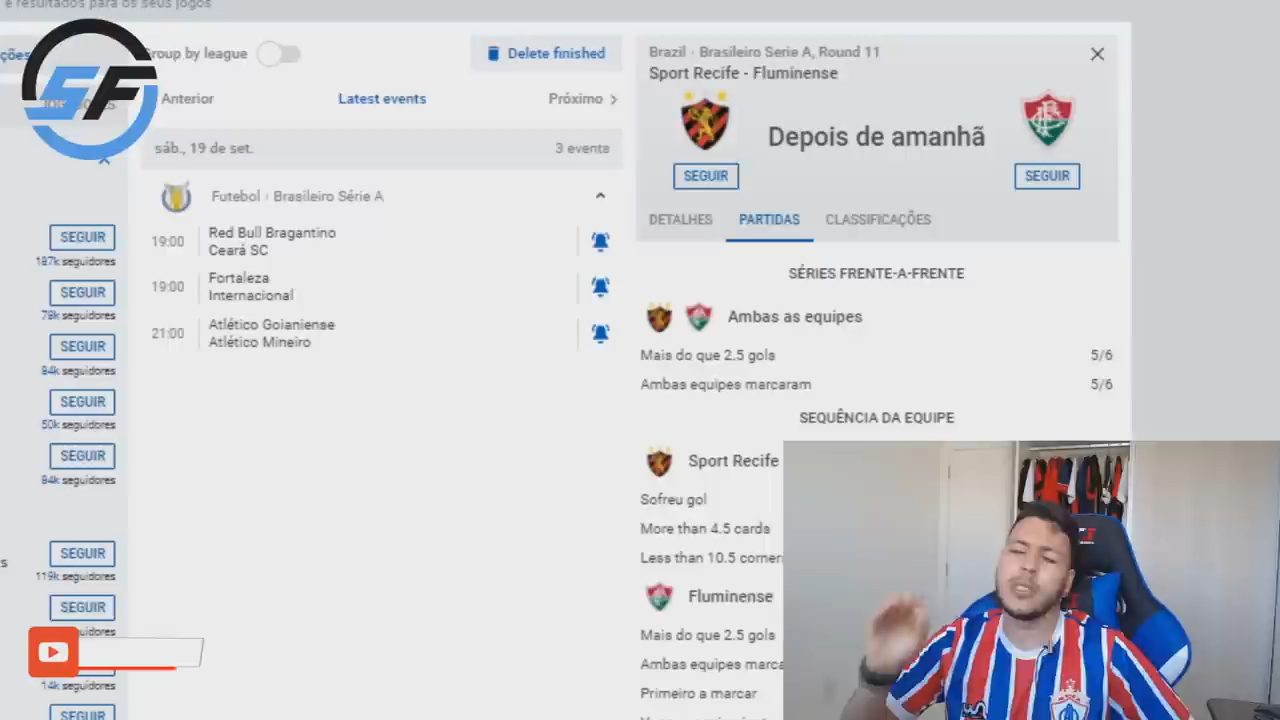 e resultados para os seus jogos
ções
Group by league
Delete finished
SF
Anterior
Latest events
Próximo
sáb., 19 de set.
3 events
Futebol › Brasileiro Série A
19:00
Red Bull Bragantino
Ceará SC
19:00
Fortaleza
Internacional
21:00
Atlético Goianiense
Atlético Mineiro
SEGUIR
187k seguidores
SEGUIR
78k seguidores
SEGUIR
84k seguidores
SEGUIR
50k seguidores
SEGUIR
84k seguidores
s
SEGUIR
119k seguidores
SEGUIR
uidores
14k seguidores
SEGUIR
Brazil · Brasileiro Serie A, Round 11
Sport Recife - Fluminense
Depois de amanhã
SEGUIR
SEGUIR
DETALHES PARTIDAS CLASSIFICAÇÕES
SÉRIES FRENTE-A-FRENTE
Ambas as equipes
Mais do que 2.5 gols 5/6
Ambas equipes marcaram 5/6
SEQUÊNCIA DA EQUIPE
Sport Recife
Sofreu gol
More than 4.5 cards
Less than 10.5 corner
Fluminense
Mais do que 2.5 gols
Ambas equipes marca
Primeiro a marcar